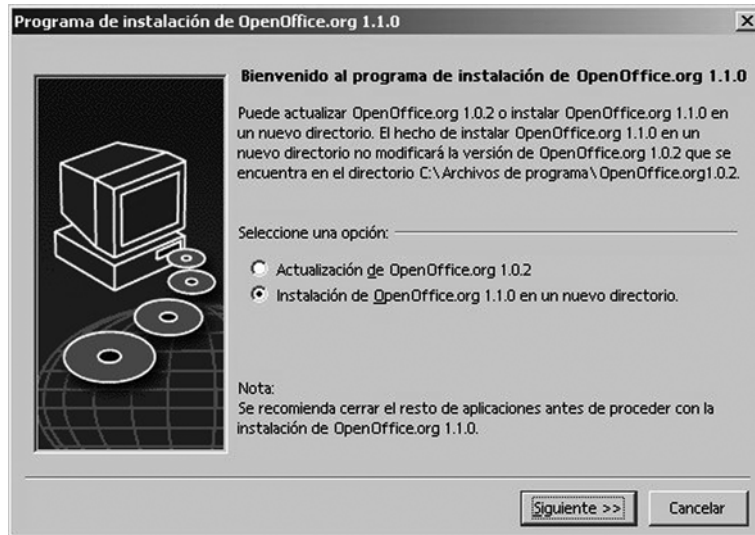 Programa de instalación de OpenOffice.org 1.1.0
Bienvenido al programa de instalación de OpenOffice.org 1.1.0
Puede actualizar OpenOffice.org 1.0.2 o instalar OpenOffice.org 1.1.0 en
un nuevo directorio. El hecho de instalar OpenOffice.org 1.1.0 en un
nuevo directorio no modificará la versión de OpenOffice.org 1.0.2 que se
encuentra en el directorio C:\Archivos de programa\OpenOffice.org1.0.2.
Seleccione una opción:
Actualización de OpenOffice.org 1.0.2
Instalación de OpenOffice.org 1.1.0 en un nuevo directorio.
Nota:
Se recomienda cerrar el resto de aplicaciones antes de proceder con la
instalación de OpenOffice.org 1.1.0.
Siguiente >> Cancelar